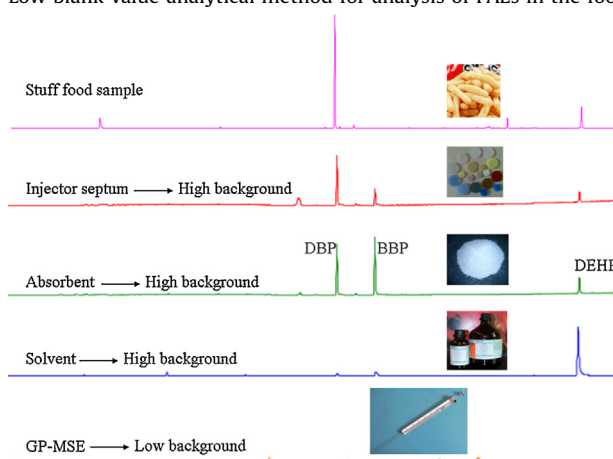 Low blank value analytical method for analysis of PAEs in the foo
Stuff food sample
Injector septum → High background
DBP BBP
DEHP
Absorbent → High background
Solvent → High background
GP-MSE → Low background